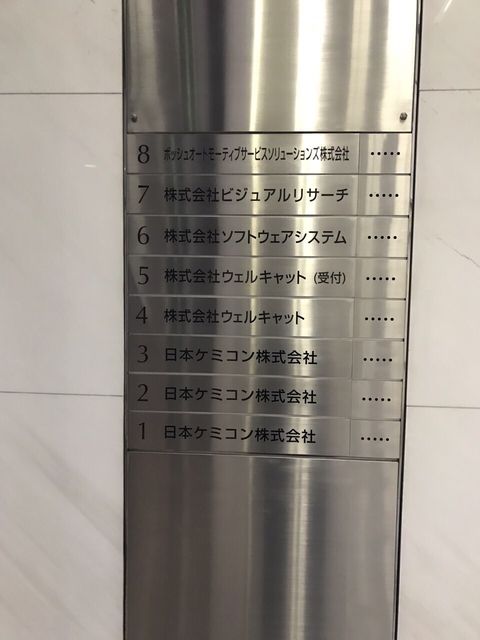 8 ボッシュオートモーティブサービスソリューションズ株式会社 •••••
7 株式会社ビジュアルリサーチ •••••
6 株式会社ソフトウェアシステム •••••
5 株式会社ウェルキャット (受付) •••••
4 株式会社ウェルキャット •••••
3 日本ケミコン株式会社 •••••
2 日本ケミコン株式会社 •••••
1 日本ケミコン株式会社 •••••